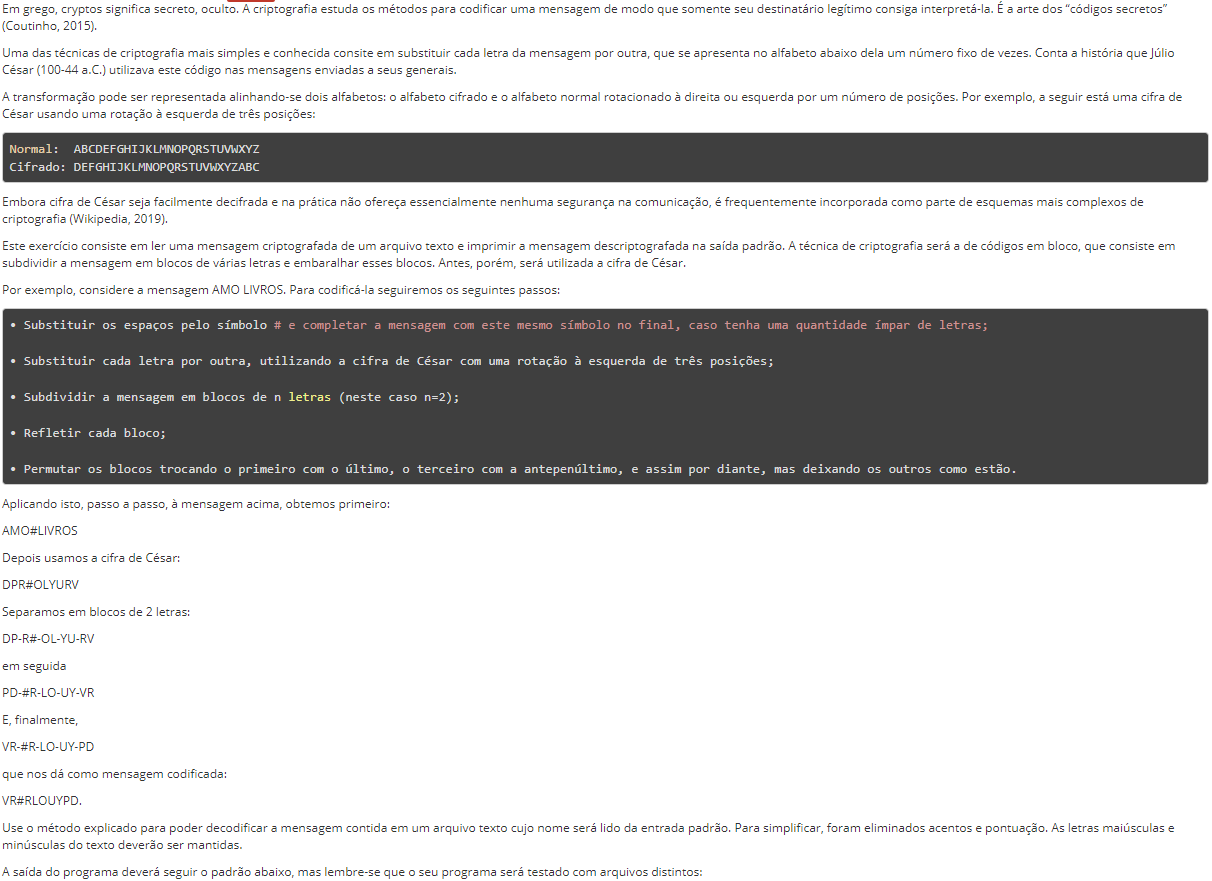 Em grego, cryptos significa secreto, oculto. A criptografia estuda os métodos para codificar uma mensagem de modo que somente seu destinatário legítimo consiga interpretá-la. É a arte dos “códigos secretos”
(Coutinho, 2015).
Uma das técnicas de criptografia mais simples e conhecida consite em substituir cada letra da mensagem por outra, que se apresenta no alfabeto abaixo dela um número fixo de vezes. Conta a história que Júlio
César (100-44 a.C.) utilizava este código nas mensagens enviadas a seus generais.
A transformação pode ser representada alinhando-se dois alfabetos: o alfabeto cifrado e o alfabeto normal rotacionado à direita ou esquerda por um número de posições. Por exemplo, a seguir está uma cifra de
César usando uma rotação à esquerda de três posições:
Normal:  ABCDEFGHIJKLMNOPQRSTUVWXYZ
Cifrado: DEFGHIJKLMNOPQRSTUVWXYZABC
Embora cifra de César seja facilmente decifrada e na prática não ofereça essencialmente nenhuma segurança na comunicação, é frequentemente incorporada como parte de esquemas mais complexos de
criptografia (Wikipedia, 2019).
Este exercício consiste em ler uma mensagem criptografada de um arquivo texto e imprimir a mensagem descriptografada na saída padrão. A técnica de criptografia será a de códigos em bloco, que consiste em
subdividir a mensagem em blocos de várias letras e embaralhar esses blocos. Antes, porém, será utilizada a cifra de César.
Por exemplo, considere a mensagem AMO LIVROS. Para codificá-la seguiremos os seguintes passos:
• Substituir os espaços pelo símbolo # e completar a mensagem com este mesmo símbolo no final, caso tenha uma quantidade ímpar de letras;
• Substituir cada letra por outra, utilizando a cifra de César com uma rotação à esquerda de três posições;
• Subdividir a mensagem em blocos de n letras (neste caso n=2);
• Refletir cada bloco;
• Permutar os blocos trocando o primeiro com o último, o terceiro com a antepenúltimo, e assim por diante, mas deixando os outros como estão.
Aplicando isto, passo a passo, à mensagem acima, obtemos primeiro:
AMO#LIVROS
Depois usamos a cifra de César:
DPR#OLYURV
Separamos em blocos de 2 letras:
DP-R#-OL-YU-RV
em seguida
PD-#R-LO-UY-VR
E, finalmente,
VR-#R-LO-UY-PD
que nos dá como mensagem codificada:
VR#RLOUYPD.
Use o método explicado para poder decodificar a mensagem contida em um arquivo texto cujo nome será lido da entrada padrão. Para simplificar, foram eliminados acentos e pontuação. As letras maiúsculas e
minúsculas do texto deverão ser mantidas.
A saída do programa deverá seguir o padrão abaixo, mas lembre-se que o seu programa será testado com arquivos distintos: